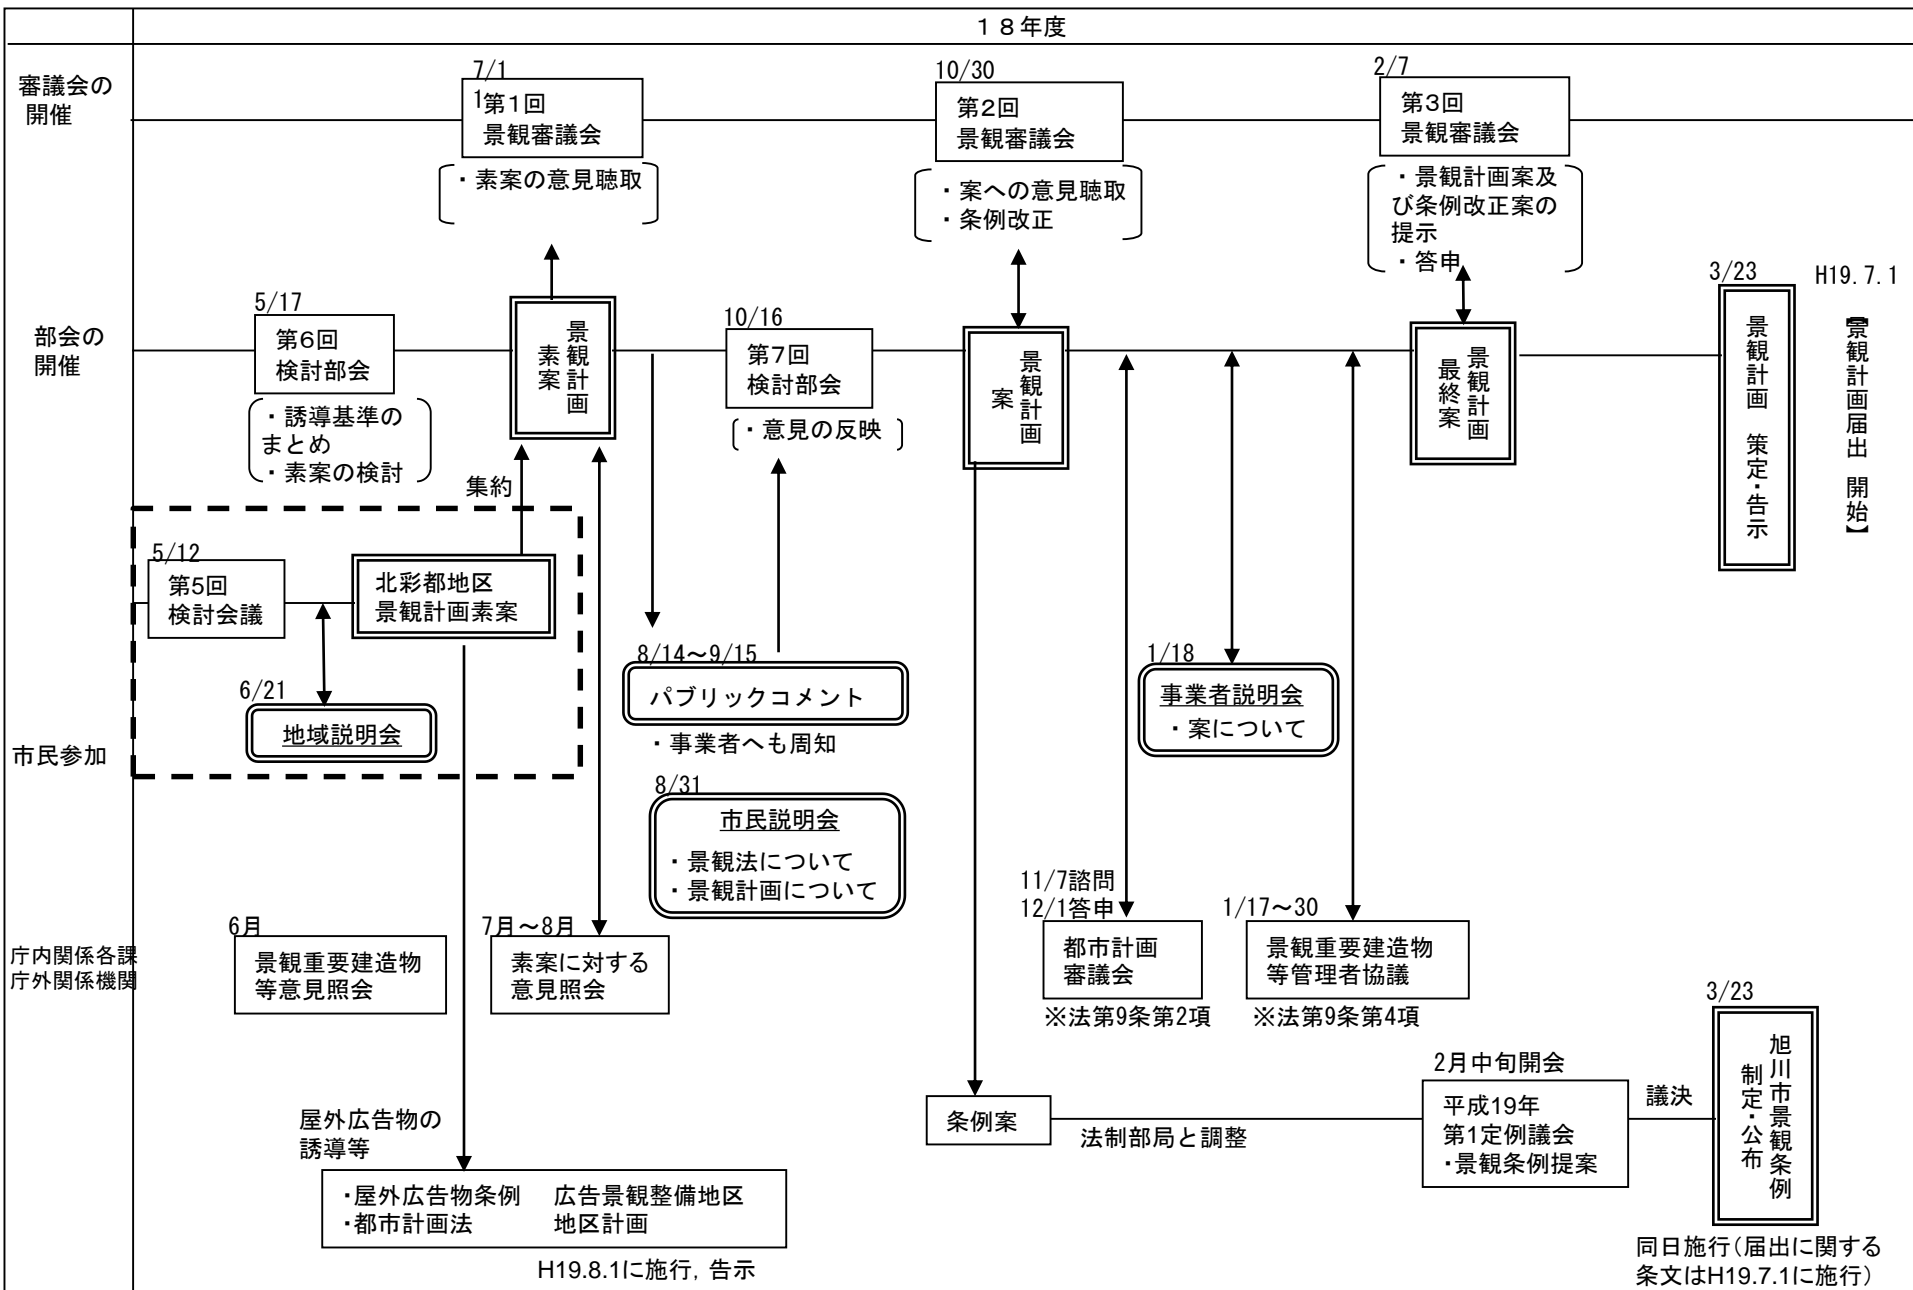 １８年度
審議会の
開催
7/1
1
第1回
景観審議会
・素案の意見聴取
10/30
第2回
景観審議会
・案への意見聴取
・条例改正
2/7
第3回
景観審議会
・景観計画案及
び条例改正案の
提示
・答申
部会の
開催
5/17
第6回
検討部会
・誘導基準の
まとめ
・素案の検討
景観計画
素案
10/16
第7回
検討部会
・意見の反映
景観計画
案
景観計画
最終案
3/23
景観計画 策定・告示
H19.7.1
【景観計画届出 開始】
集約
市民参加
5/12
第5回
検討会議
北彩都地区
景観計画素案
6/21
地域説明会
8/14～9/15
パブリックコメント
・事業者へも周知
8/31
市民説明会
・景観法について
・景観計画について
1/18
事業者説明会
・案について
庁内関係各課
庁外関係機関
6月
景観重要建造物
等意見照会
7月～8月
素案に対する
意見照会
11/7諮問
12/1答申
都市計画
審議会
※法第9条第2項
1/17～30
景観重要建造物
等管理者協議
※法第9条第4項
屋外広告物の
誘導等
・屋外広告物条例 広告景観整備地区
・都市計画法 地区計画
H19.8.1に施行，告示
条例案
法制部局と調整
2月中旬開会
平成19年
第1定例議会
・景観条例提案
議決
3/23
旭川市景観条例
制定・公布
同日施行（届出に関する
条文はH19.7.1に施行）